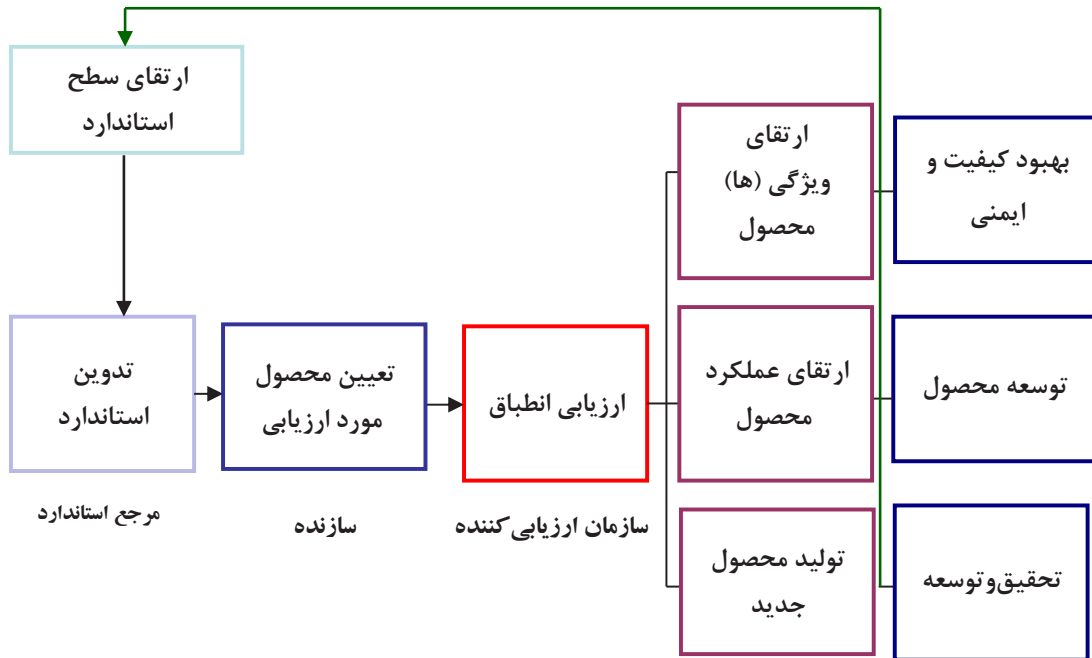 ارتقای سطح
استاندارد
تدوین
استاندارد
مرجع استاندارد
تعیین محصول
مورد ارزیابی
سازنده
ارزیابی انطباق
سازمان ارزیابی‌کننده
ارتقای
ویژگی (ها)
محصول
ارتقای عملکرد
محصول
تولید محصول
جدید
بهبود کیفیت و
ایمنی
توسعه محصول
تحقیق‌وتوسعه